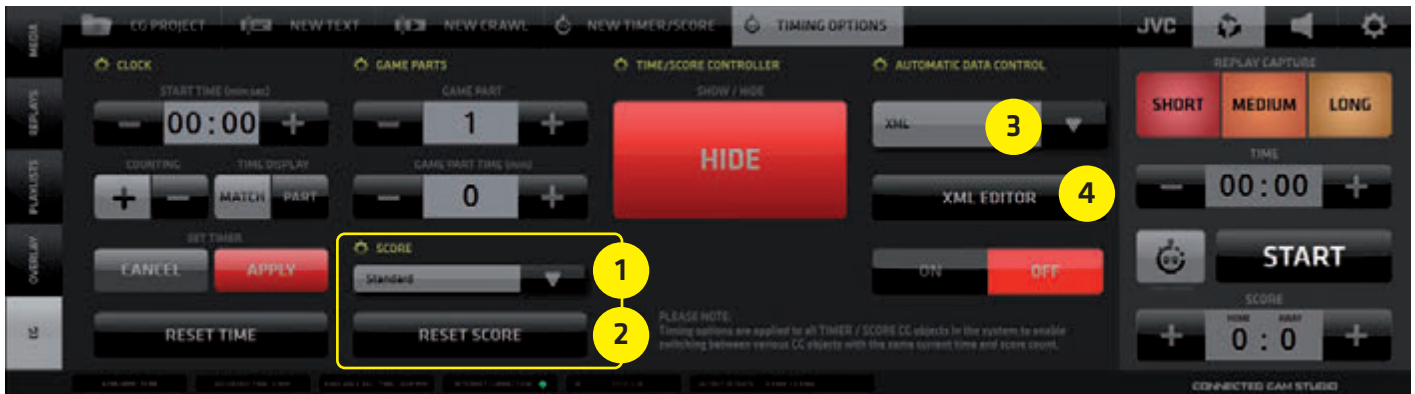 MEDIA
REPLAYS
PLAYLISTS
OVERLAY
CG
CG PROJECT
NEW TEXT
NEW CRAWL
NEW TIMER/SCORE
TIMING OPTIONS
JVC
CLOCK
START TIME (min:sec)
− 00:00 +
COUNTING
TIME DISPLAY
+ −
MATCH PART
SET TIMER
CANCEL APPLY
RESET TIME
GAME PARTS
GAME PART
− 1 +
GAME PART TIME (min)
− 0 +
SCORE
Standard
1
RESET SCORE
2
TIME/SCORE CONTROLLER
SHOW / HIDE
HIDE
AUTOMATIC DATA CONTROL
XML
3
XML EDITOR
4
ON OFF
PLEASE NOTE:
Timing options are applied to all TIMER / SCORE CG objects in the system to enable
switching between various CG objects with the same current time and score count.
REPLAY CAPTURE
SHORT MEDIUM LONG
TIME
− 00:00 +
START
SCORE
HOME AWAY
+ 0 : 0 +
CONNECTED CAM STUDIO